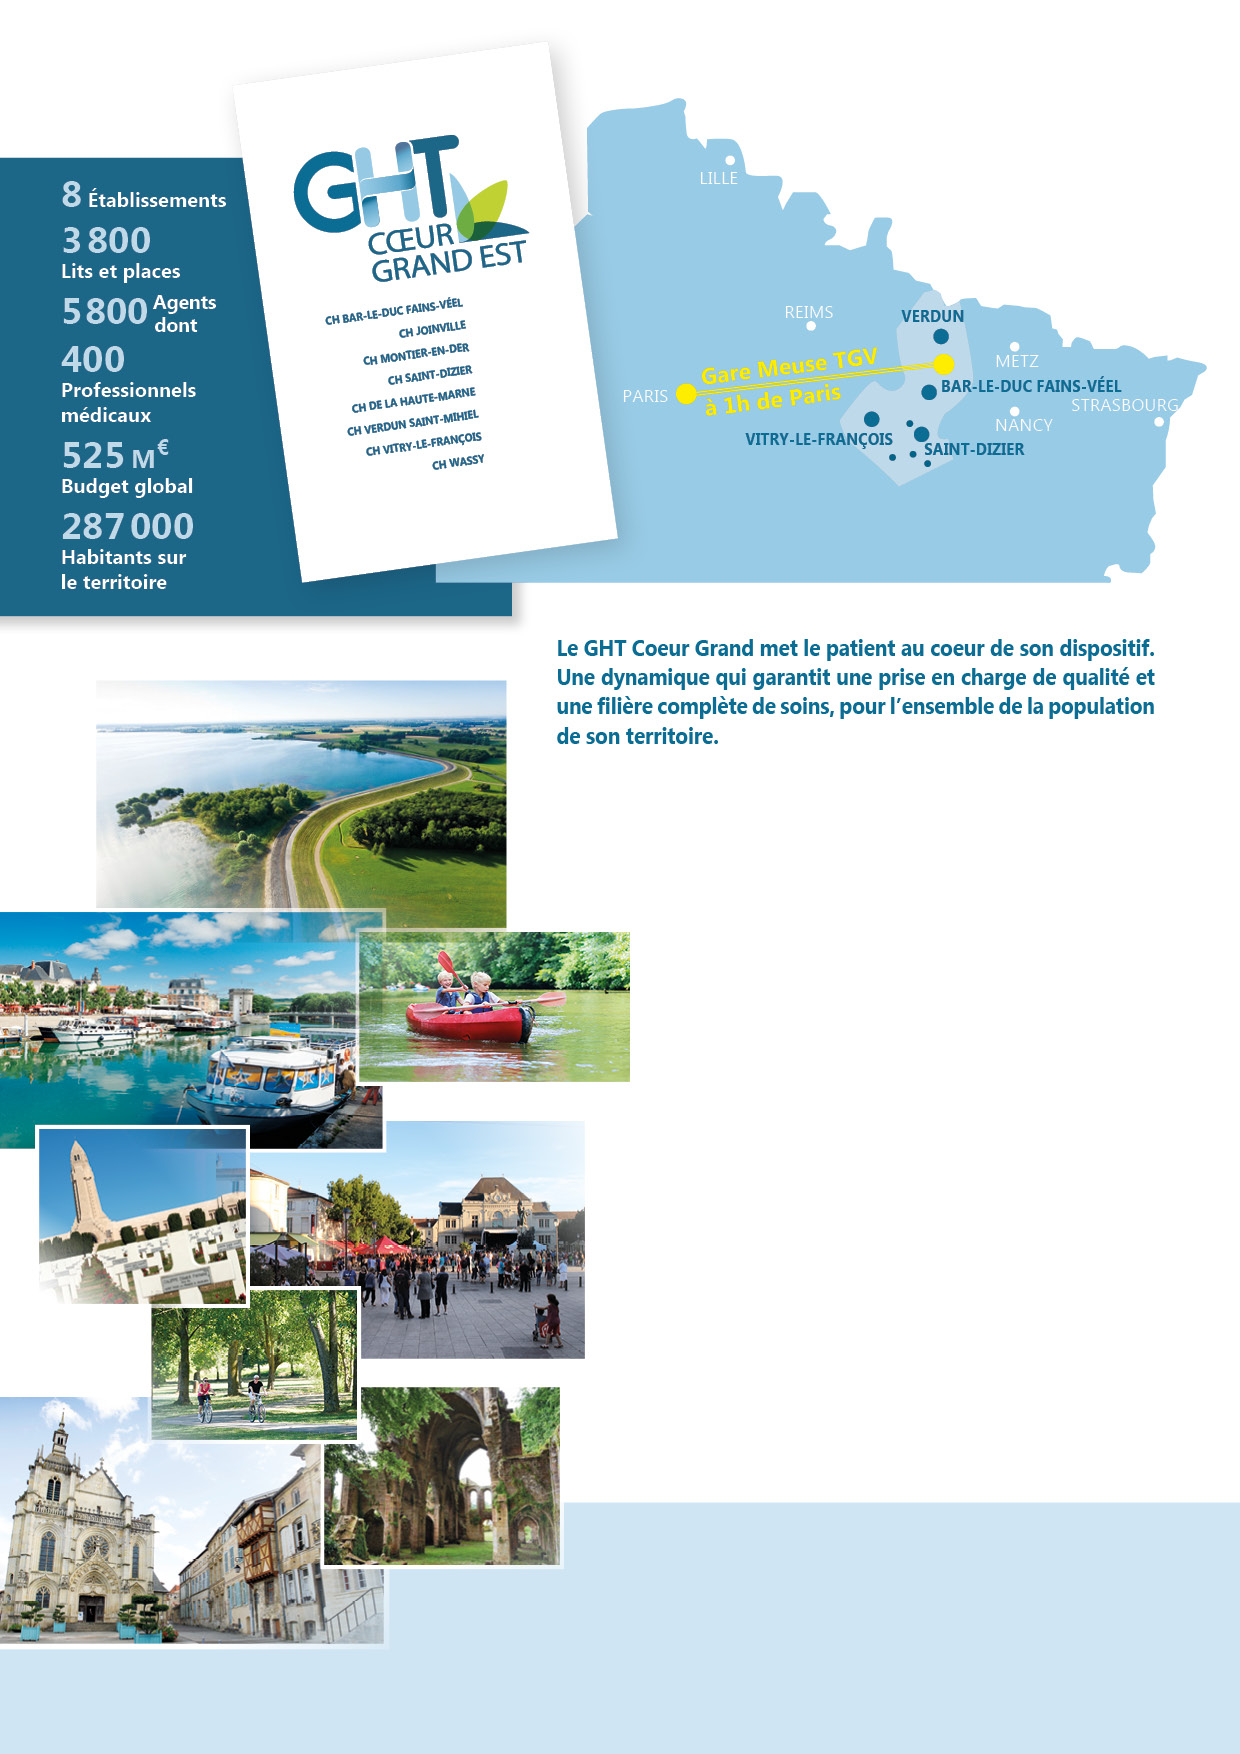 8 Établissements
3 800
Lits et places
5 800 Agents
dont
400
Professionnels
médicaux
525 M€
Budget global
287 000
Habitants sur
le territoire
GHT
CŒUR
GRAND EST
CH BAR-LE-DUC FAINS-VÉEL
CH JOINVILLE
CH MONTIER-EN-DER
CH SAINT-DIZIER
CH DE LA HAUTE-MARNE
CH VERDUN SAINT-MIHIEL
CH VITRY-LE-FRANÇOIS
CH WASSY
LILLE
REIMS
VERDUN
METZ
Gare Meuse TGV
à 1h de Paris
PARIS
BAR-LE-DUC FAINS-VÉEL
STRASBOURG
NANCY
VITRY-LE-FRANÇOIS
SAINT-DIZIER
Le GHT Coeur Grand met le patient au coeur de son dispositif.
Une dynamique qui garantit une prise en charge de qualité et
une filière complète de soins, pour l’ensemble de la population
de son territoire.